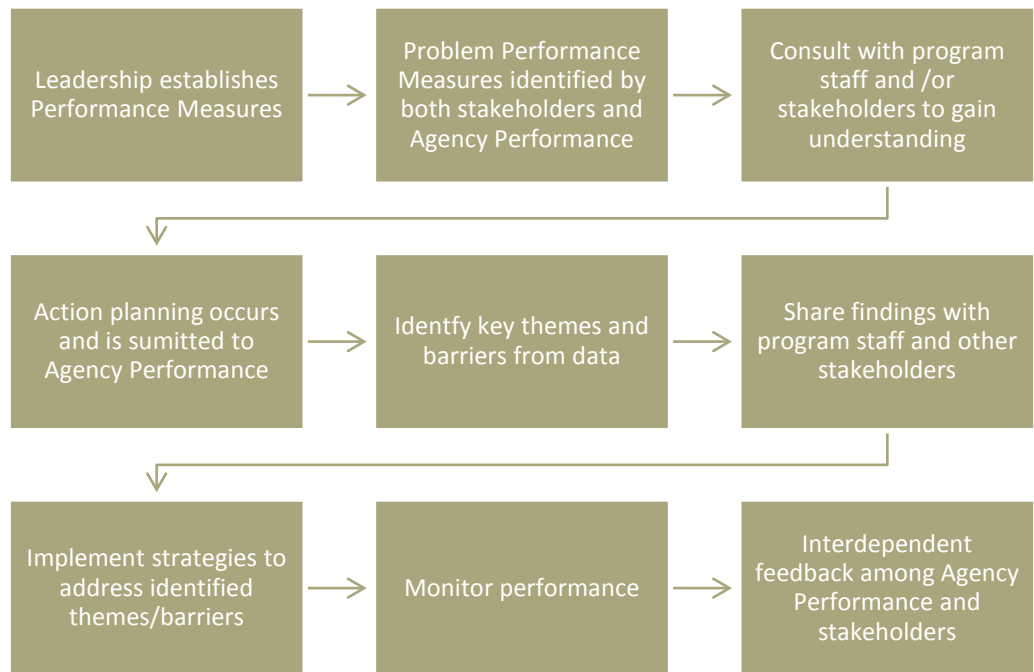 Leadership establishes
Performance Measures
Problem Performance
Measures identified by
both stakeholders and
Agency Performance
Consult with program
staff and /or
stakeholders to gain
understanding
Action planning occurs
and is sumitted to
Agency Performance
Identfy key themes and
barriers from data
Share findings with
program staff and other
stakeholders
Implement strategies to
address identified
themes/barriers
Monitor performance
Interdependent
feedback among Agency
Performance and
stakeholders